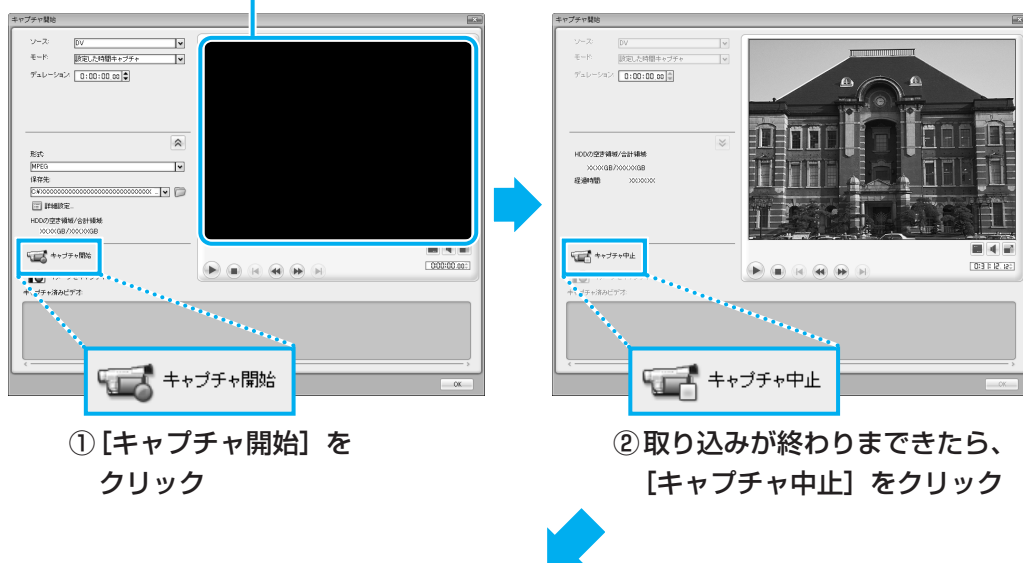 キャプチャ開始
ソース: DV
モード: 設定した時間キャプチャ
デュレーション: 0:00:00
形式:
MPEG
保存先:
詳細設定...
HDDの空き領域/合計領域
XXXXGB/XXXXGB
キャプチャ開始
キャプチャ済みビデオ:
OK
キャプチャ開始
①[キャプチャ開始]を
クリック
キャプチャ開始
ソース: DV
モード: 設定した時間キャプチャ
デュレーション: 0:00:00
HDDの空き領域/合計領域
XXXXGB/XXXXGB
経過時間 XXXXXX
キャプチャ中止
キャプチャ済みビデオ:
OK
キャプチャ中止
②取り込みが終わりまできたら、
[キャプチャ中止]をクリック